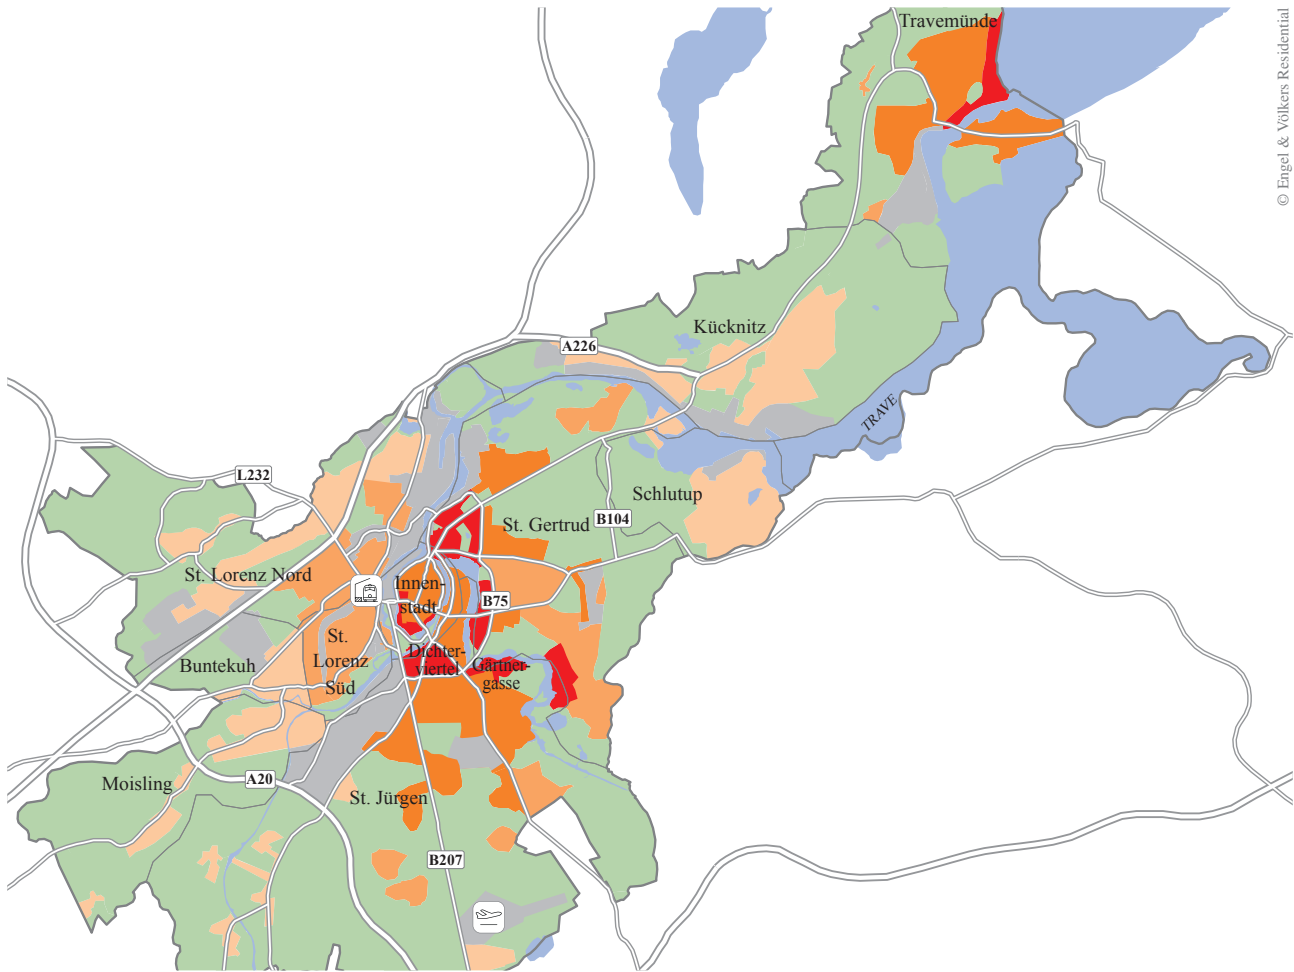 Travemünde
© Engel & Völkers Residential
Kücknitz
A226
TRAVE
L232
Schlutup
St. Gertrud
B104
St. Lorenz Nord
Innen-
stadt
B75
St.
Lorenz
Süd
Buntekuh
Dichter-
viertel
Gärtner-
gasse
Moisling
A20
St. Jürgen
B207